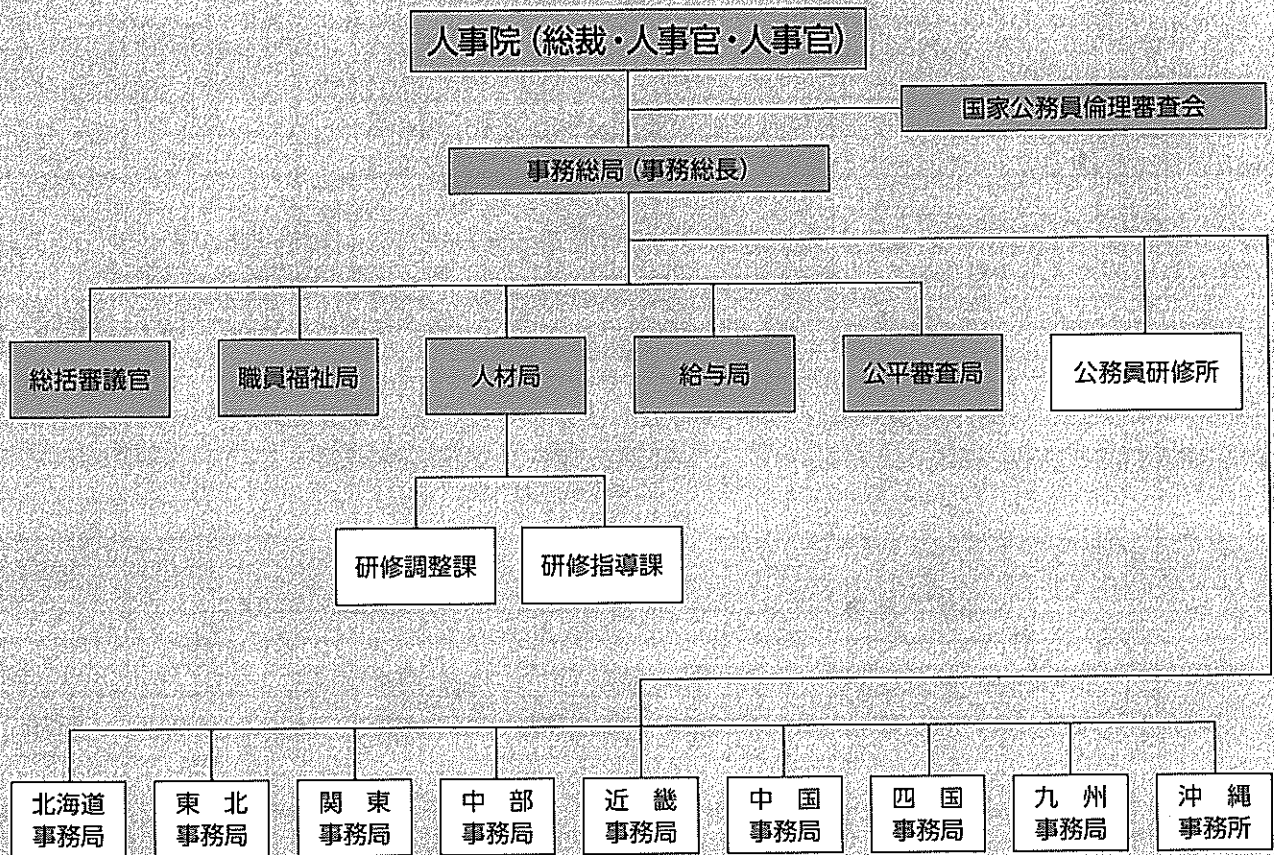 人事院（総裁・人事官・人事官）
国家公務員倫理審査会
事務総局（事務総長）
総括審議官
職員福祉局
人材局
給与局
公平審査局
公務員研修所
研修調整課
研修指導課
北海道
事務局
東 北
事務局
関 東
事務局
中 部
事務局
近 畿
事務局
中 国
事務局
四 国
事務局
九 州
事務局
沖 縄
事務所